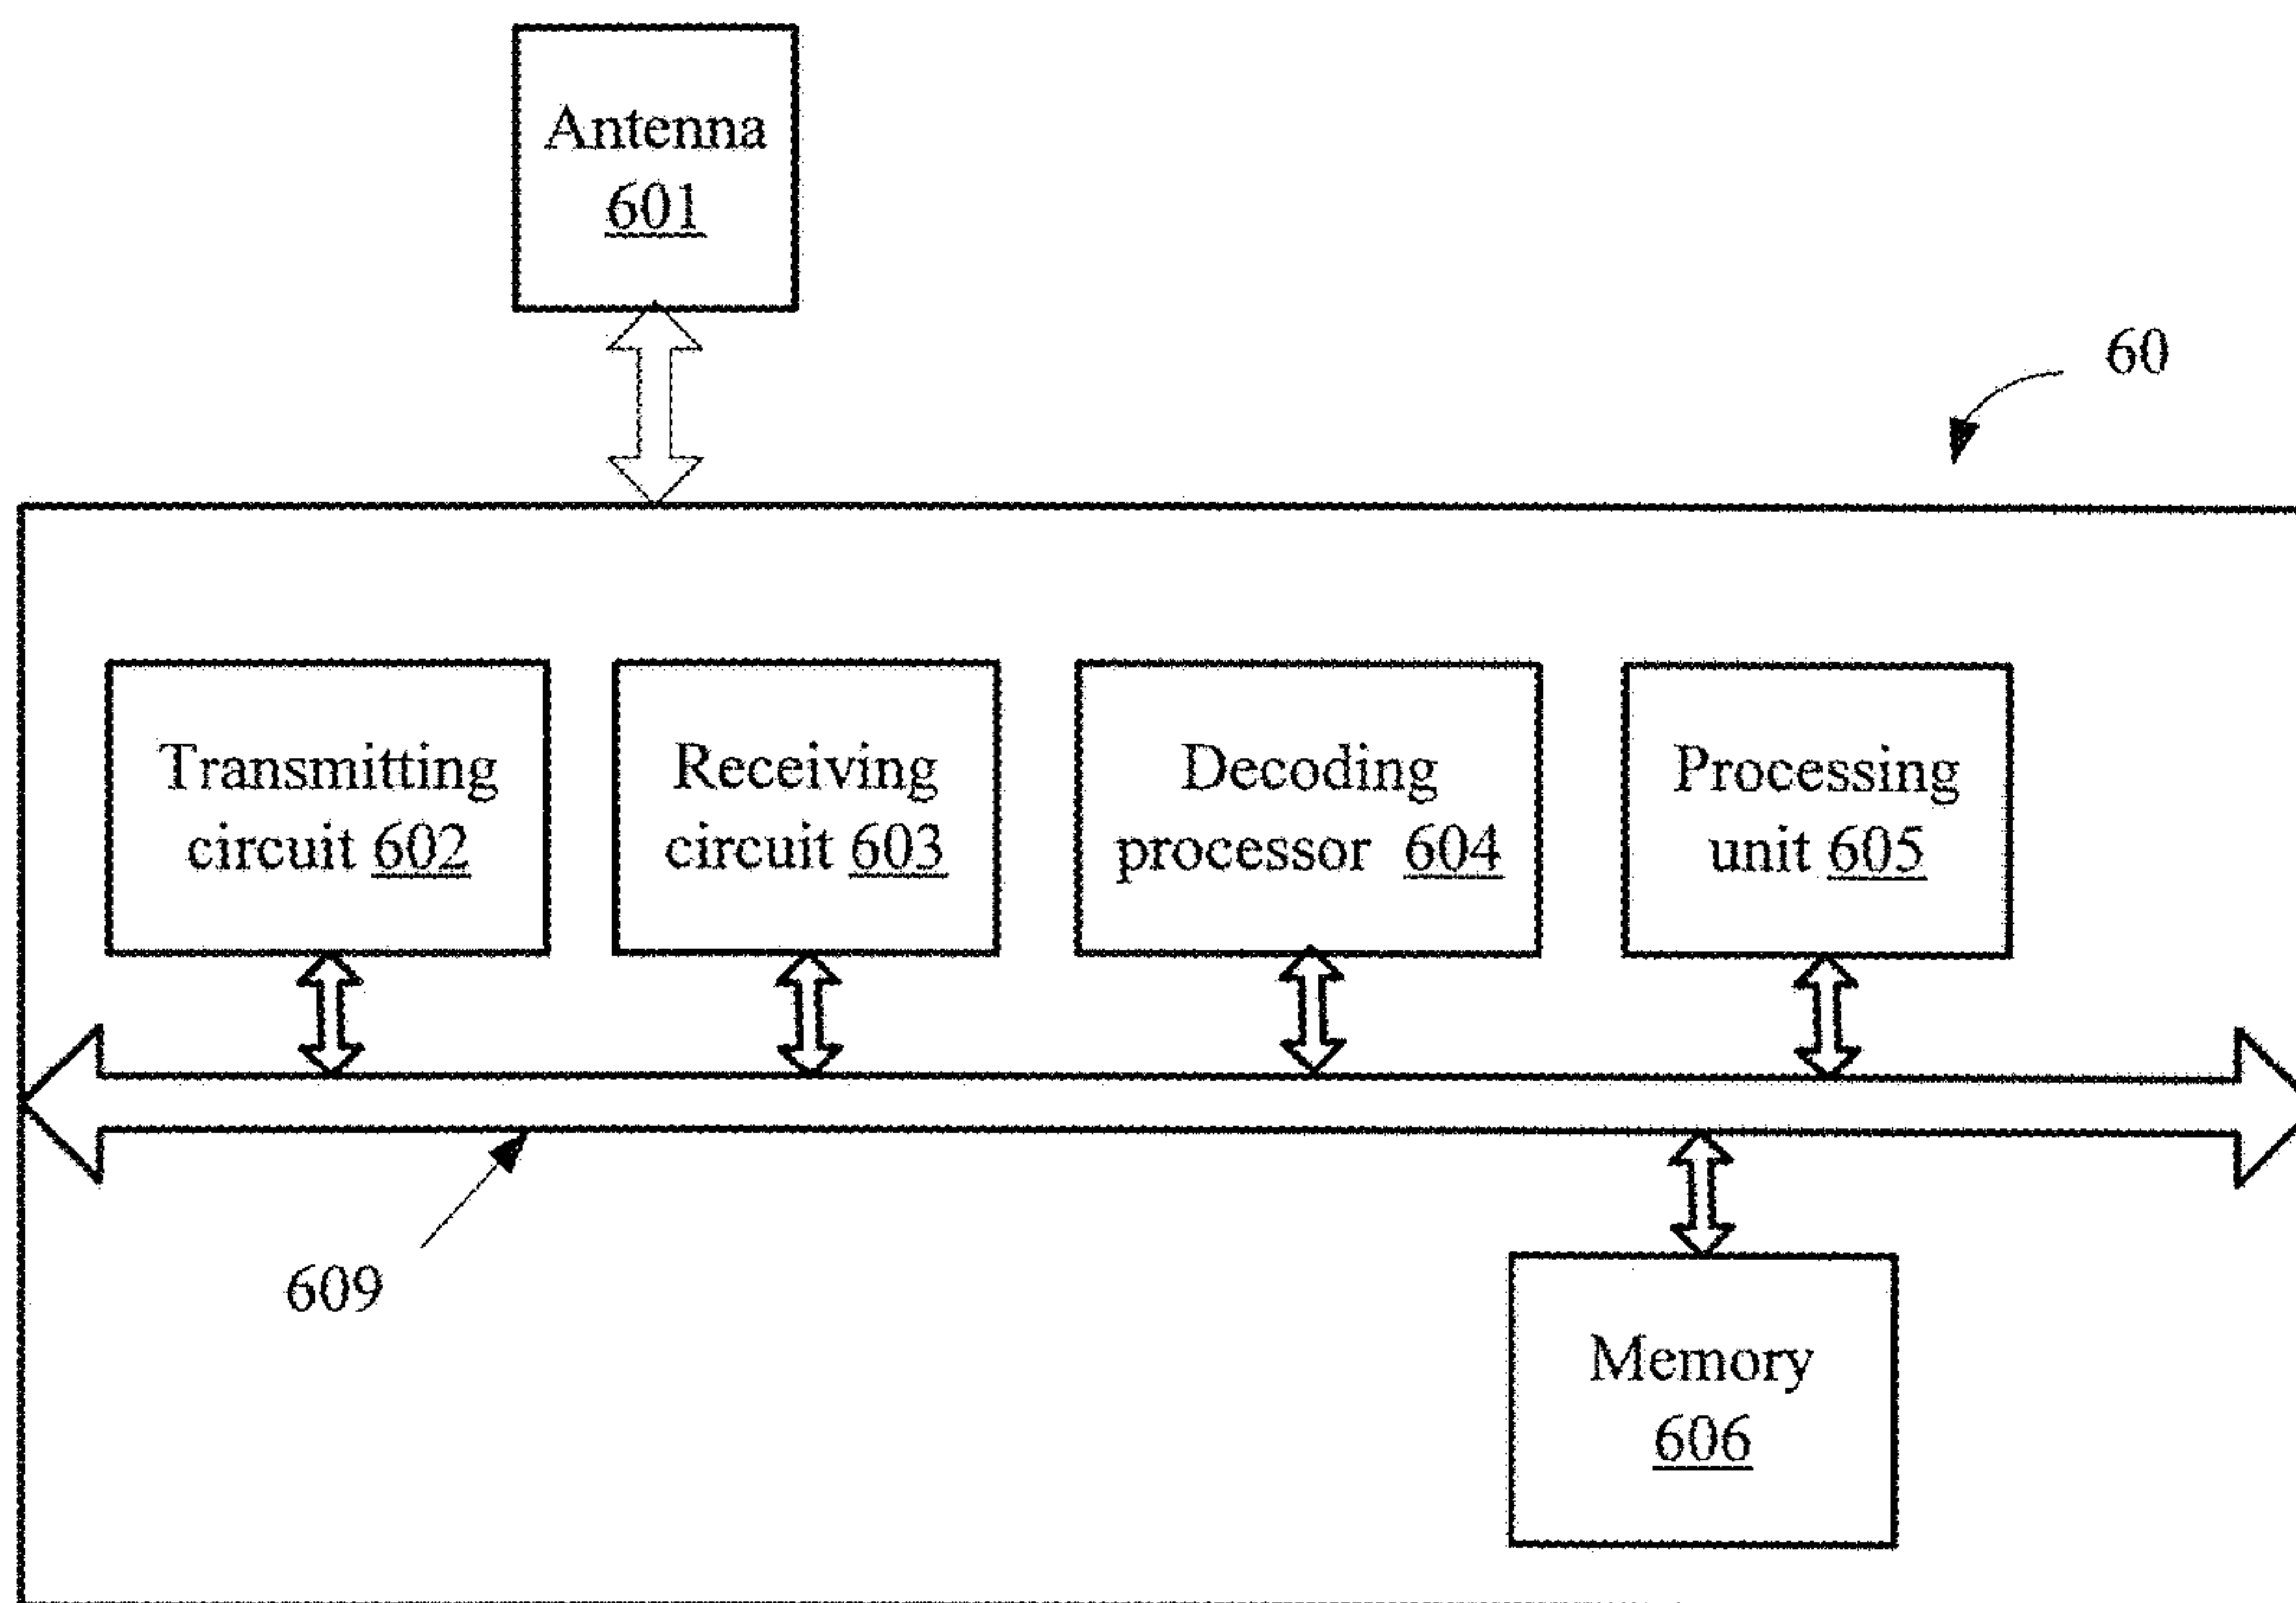 Antenna
601
60
Transmitting
circuit 602
Receiving
circuit 603
Decoding
processor 604
Processing
unit 605
609
Memory
606